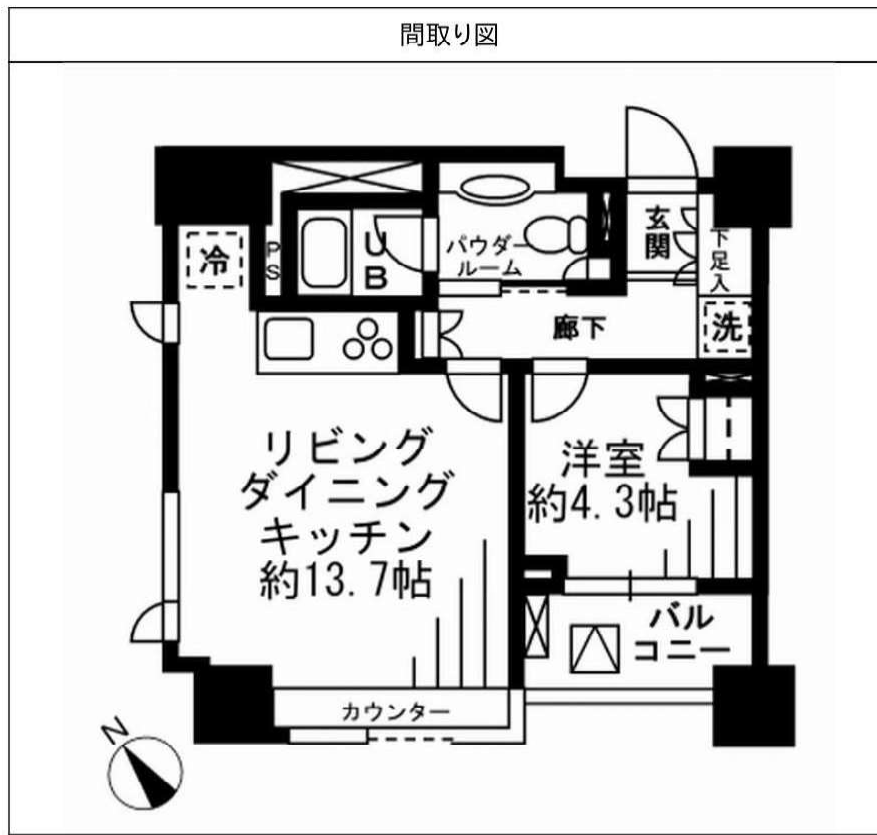 間取り図
冷
PS
UB
パウダー
ルーム
玄関
下足入
廊下
洗
リビング
ダイニング
キッチン
約13.7帖
洋室
約4.3帖
バル
コニー
カウンター
N